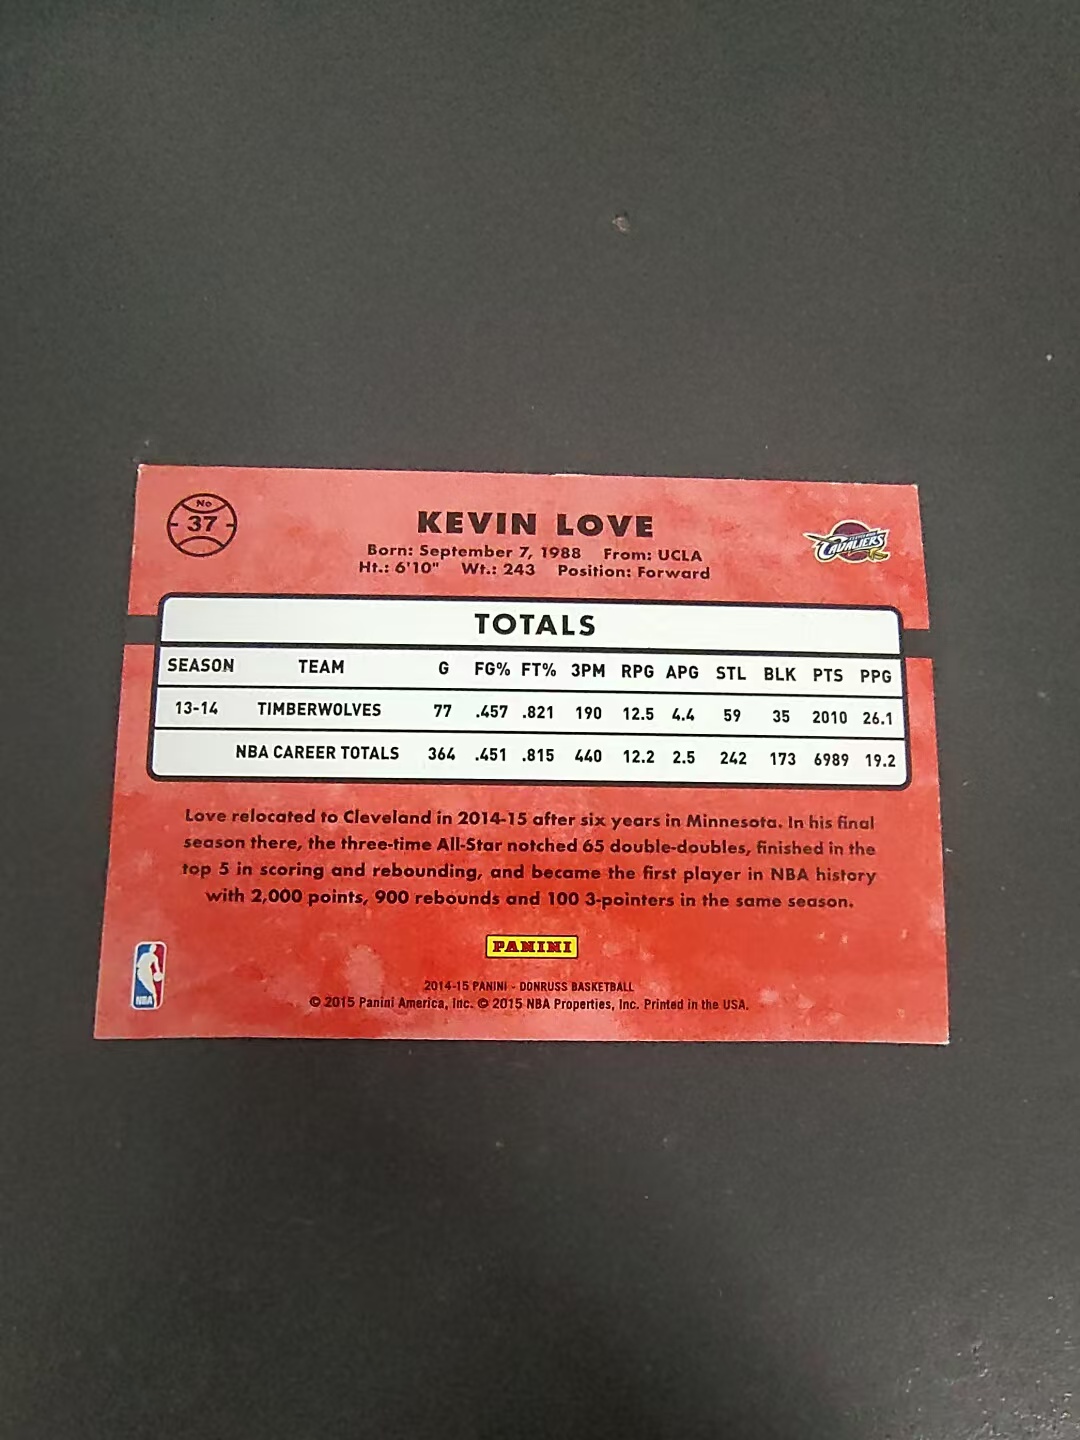 No
37
KEVIN LOVE
Born: September 7, 1988 From: UCLA
Ht.: 6'10" Wt.: 243 Position: Forward
CAVALIERS
TOTALS
SEASON TEAM G FG% FT% 3PM RPG APG STL BLK PTS PPG
13-14 TIMBERWOLVES 77 .457 .821 190 12.5 4.4 59 35 2010 26.1
NBA CAREER TOTALS 364 .451 .815 440 12.2 2.5 242 173 6989 19.2
Love relocated to Cleveland in 2014-15 after six years in Minnesota. In his final
season there, the three-time All-Star notched 65 double-doubles, finished in the
top 5 in scoring and rebounding, and became the first player in NBA history
with 2,000 points, 900 rebounds and 100 3-pointers in the same season.
PANINI
NBA
2014-15 PANINI - DONRUSS BASKETBALL
© 2015 Panini America, Inc. © 2015 NBA Properties, Inc. Printed in the USA.